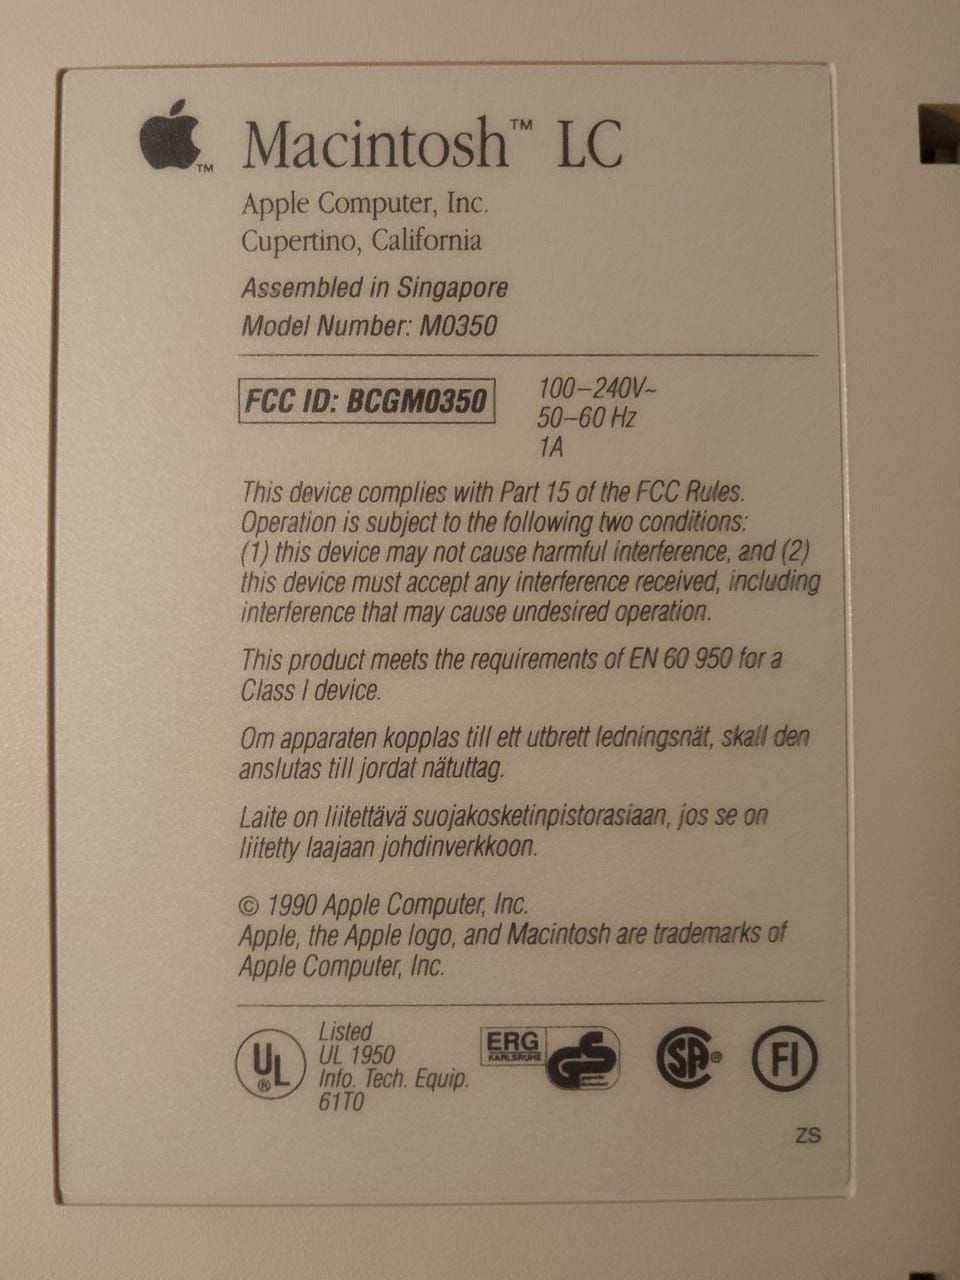 Macintosh™ LC
Apple Computer, Inc.
Cupertino, California
Assembled in Singapore
Model Number: M0350
FCC ID: BCGM0350
100–240V~
50–60 Hz
1A
This device complies with Part 15 of the FCC Rules.
Operation is subject to the following two conditions:
(1) this device may not cause harmful interference, and (2)
this device must accept any interference received, including
interference that may cause undesired operation.
This product meets the requirements of EN 60 950 for a
Class I device.
Om apparaten kopplas till ett utbrett ledningsnät, skall den
anslutas till jordat nätuttag.
Laite on liitettävä suojakosketinpistorasiaan, jos se on
liitetty laajaan johdinverkkoon.
© 1990 Apple Computer, Inc.
Apple, the Apple logo, and Macintosh are trademarks of
Apple Computer, Inc.
UL®
Listed
UL 1950
Info. Tech. Equip.
61T0
ERG
KARLSRUHE
GS
SA®
FI
ZS